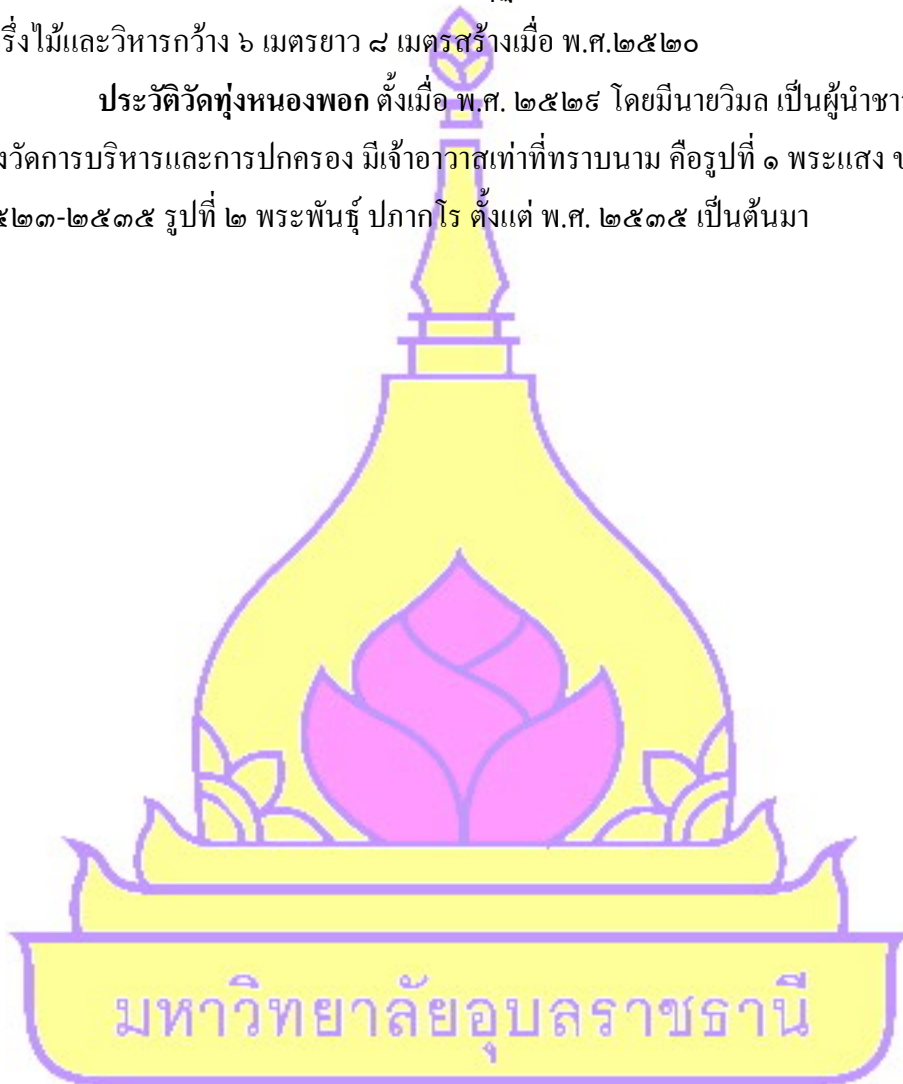 รึ่งไม้และวิหารกว้าง ๖ เมตรยาว ๘ เมตรสร้างเมื่อ พ.ศ.๒๕๒๐
ประวัติวัดทุ่งหนองพอก ตั้งเมื่อ พ.ศ. ๒๕๒๙ โดยมีนายวิมล เป็นผู้นำชาว
งวัดการบริหารและการปกครอง มีเจ้าอาวาสเท่าที่ทราบนาม คือรูปที่ ๑ พระแสง
๕๒๓-๒๕๓๕ รูปที่ ๒ พระพันธุ์ ปภากโร ตั้งแต่ พ.ศ. ๒๕๓๕ เป็นต้นมา
มหาวิทยาลัยอุบลราชธานี